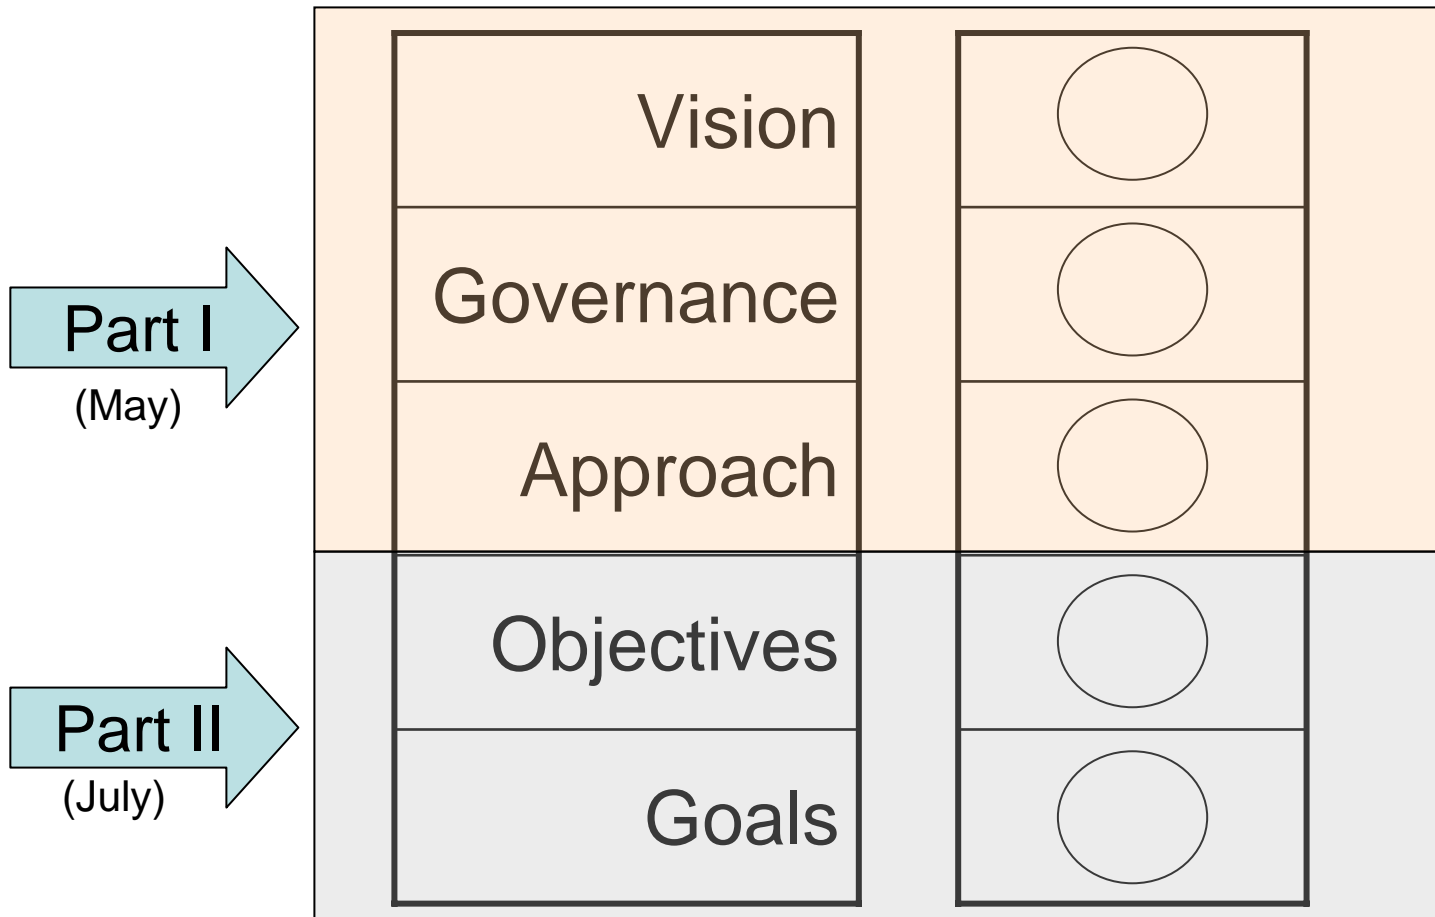 Vision
Governance
Part I
(May)
Approach
Objectives
Part II
(July)
Goals